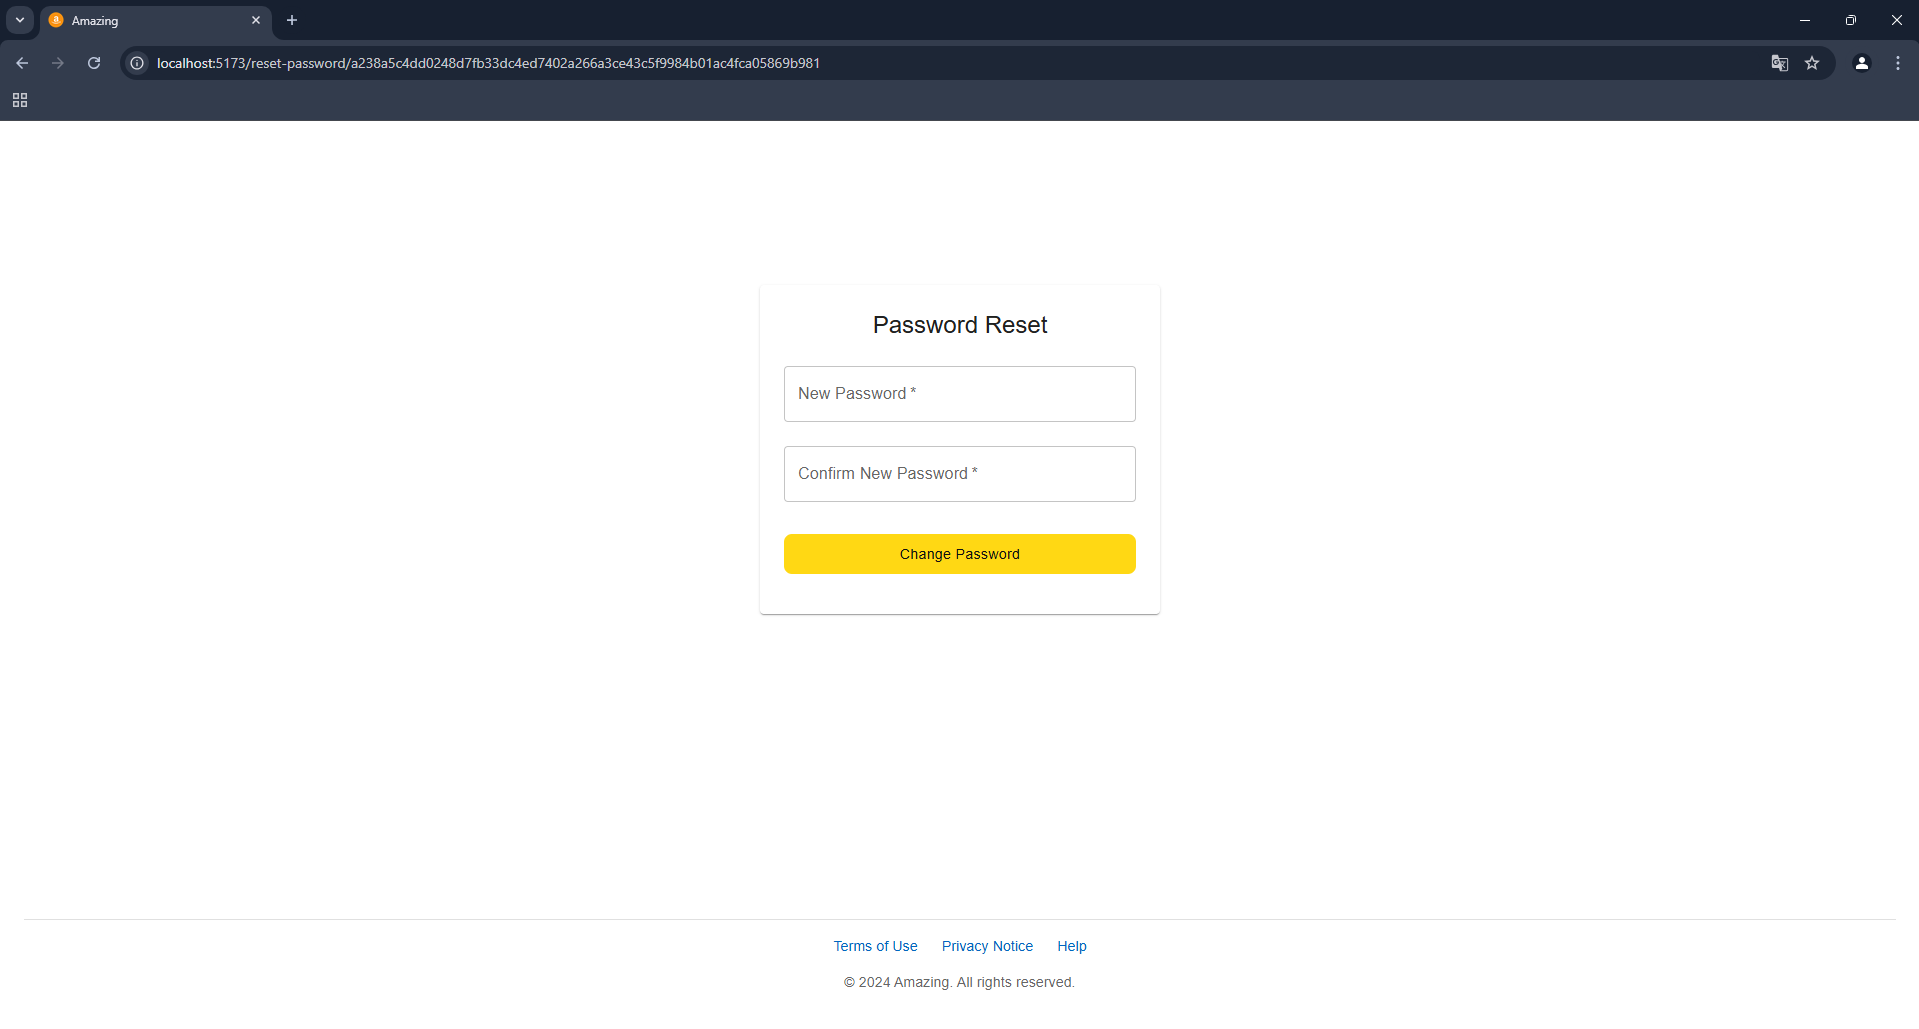 Amazing
localhost:5173/reset-password/a238a5c4dd0248d7fb33dc4ed7402a266a3ce43c5f9984b01ac4fca05869b981
Password Reset
New Password *
Confirm New Password *
Change Password
Terms of Use Privacy Notice Help
© 2024 Amazing. All rights reserved.